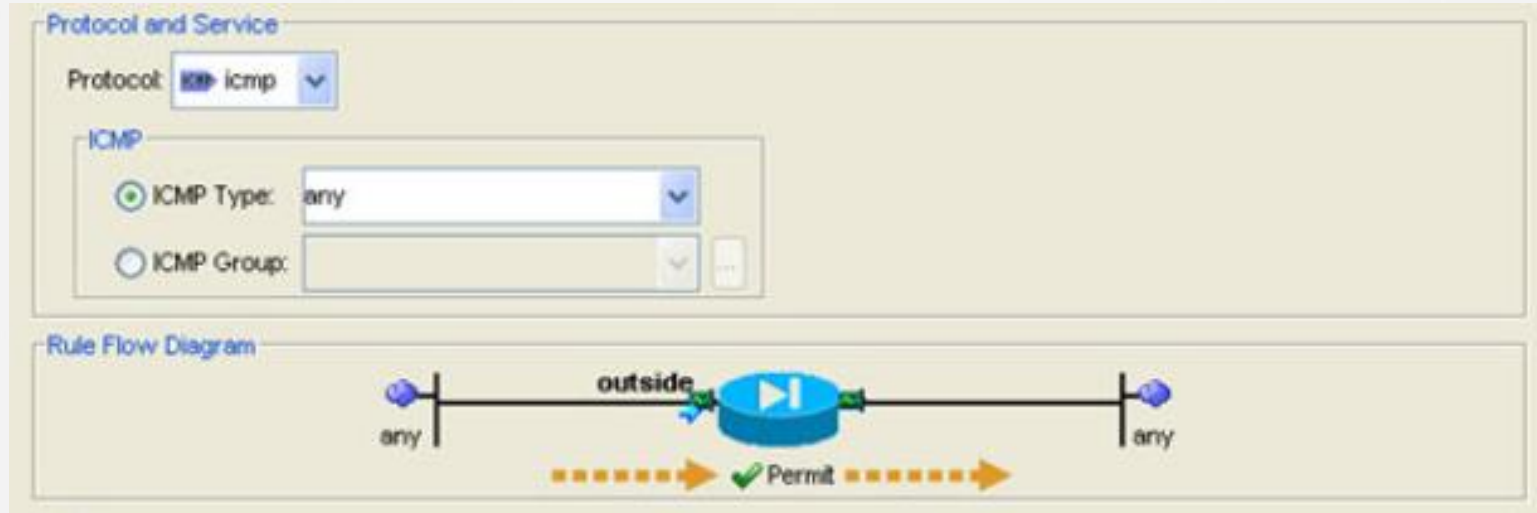 Protocol and Service
Protocol: icmp
ICMP
ICMP Type: any
ICMP Group: ...
Rule Flow Diagram
outside
any any
Permit